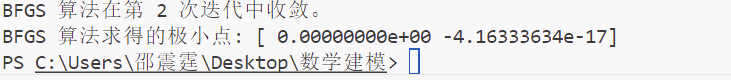 BFGS 算法在第 2 次迭代中收敛。
BFGS 算法求得的极小点: [ 0.00000000e+00 -4.16333634e-17]
PS C:\Users\邵震霆\Desktop\数学建模>